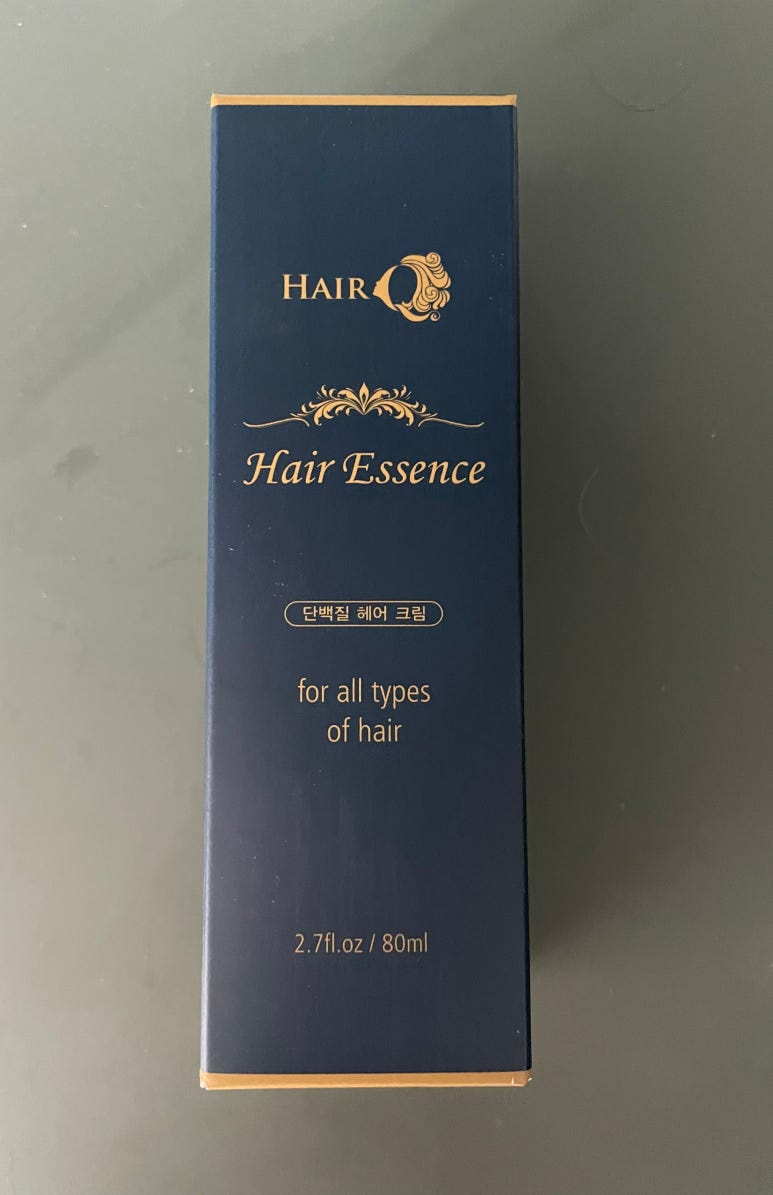 HAIR Q
Hair Essence
단백질 헤어 크림
for all types
of hair
2.7fl.oz / 80ml